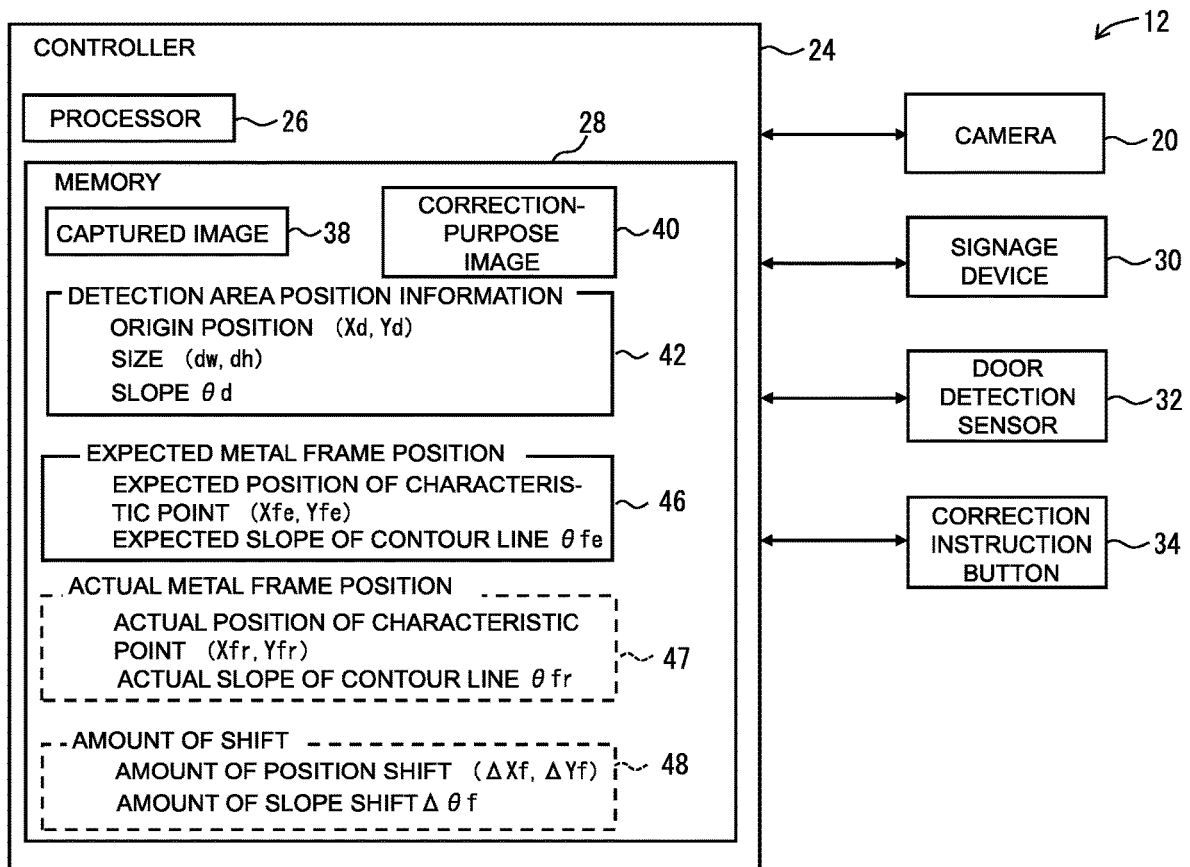 12
CONTROLLER
24
PROCESSOR
26
28
MEMORY
CAPTURED IMAGE
38
CORRECTION-
PURPOSE
IMAGE
40
DETECTION AREA POSITION INFORMATION
ORIGIN POSITION (Xd, Yd)
SIZE (dw, dh)
SLOPE θd
42
EXPECTED METAL FRAME POSITION
EXPECTED POSITION OF CHARACTERIS-
TIC POINT (Xfe, Yfe)
EXPECTED SLOPE OF CONTOUR LINE θfe
46
ACTUAL METAL FRAME POSITION
ACTUAL POSITION OF CHARACTERISTIC
POINT (Xfr, Yfr)
ACTUAL SLOPE OF CONTOUR LINE θfr
47
AMOUNT OF SHIFT
AMOUNT OF POSITION SHIFT (ΔXf, ΔYf)
AMOUNT OF SLOPE SHIFT Δθf
48
CAMERA
20
SIGNAGE
DEVICE
30
DOOR
DETECTION
SENSOR
32
CORRECTION
INSTRUCTION
BUTTON
34